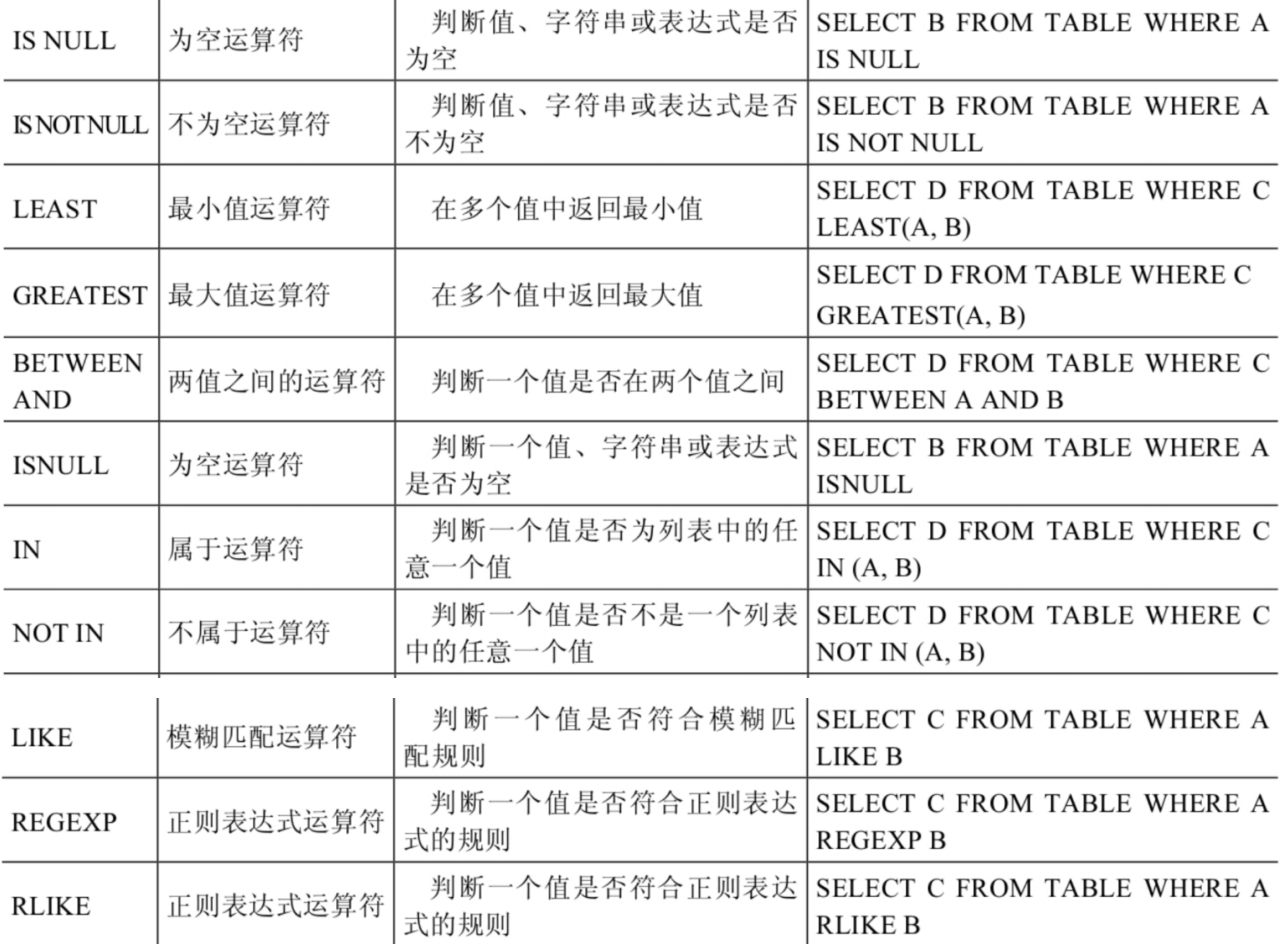 IS NULL
为空运算符
判断值、字符串或表达式是否
为空
SELECT B FROM TABLE WHERE A
IS NULL
IS NOT NULL
不为空运算符
判断值、字符串或表达式是否
不为空
SELECT B FROM TABLE WHERE A
IS NOT NULL
LEAST
最小值运算符
在多个值中返回最小值
SELECT D FROM TABLE WHERE C
LEAST(A, B)
GREATEST
最大值运算符
在多个值中返回最大值
SELECT D FROM TABLE WHERE C
GREATEST(A, B)
BETWEEN
AND
两值之间的运算符
判断一个值是否在两个值之间
SELECT D FROM TABLE WHERE C
BETWEEN A AND B
ISNULL
为空运算符
判断一个值、字符串或表达式
是否为空
SELECT B FROM TABLE WHERE A
ISNULL
IN
属于运算符
判断一个值是否为列表中的任
意一个值
SELECT D FROM TABLE WHERE C
IN (A, B)
NOT IN
不属于运算符
判断一个值是否不是一个列表
中的任意一个值
SELECT D FROM TABLE WHERE C
NOT IN (A, B)
LIKE
模糊匹配运算符
判断一个值是否符合模糊匹
配规则
SELECT C FROM TABLE WHERE A
LIKE B
REGEXP
正则表达式运算符
判断一个值是否符合正则表达
式的规则
SELECT C FROM TABLE WHERE A
REGEXP B
RLIKE
正则表达式运算符
判断一个值是否符合正则表达
式的规则
SELECT C FROM TABLE WHERE A
RLIKE B